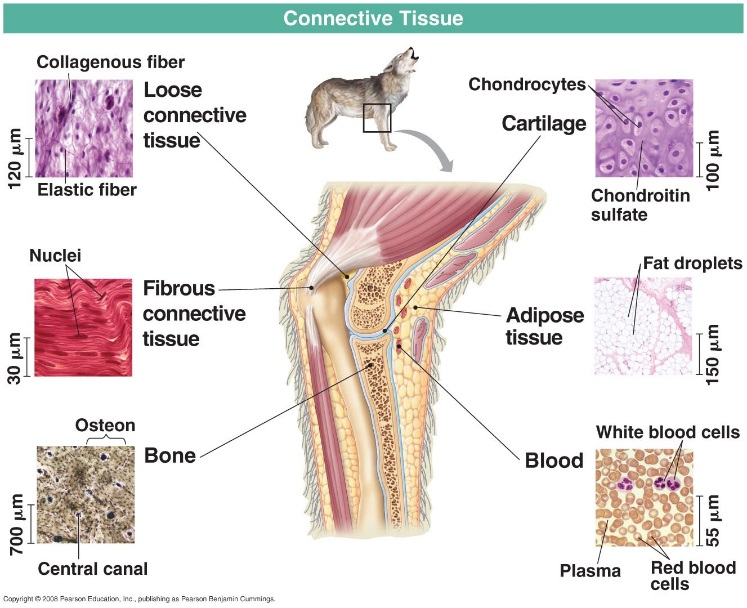 Connective Tissue
Collagenous fiber
Loose
connective
tissue
120 µm
Elastic fiber
Chondrocytes
Cartilage
100 µm
Chondroitin
sulfate
Nuclei
Fibrous
connective
tissue
30 µm
Fat droplets
Adipose
tissue
150 µm
Osteon
Bone
700 µm
Central canal
White blood cells
Blood
55 µm
Plasma
Red blood
cells
Copyright © 2008 Pearson Education, Inc., publishing as Pearson Benjamin Cummings.